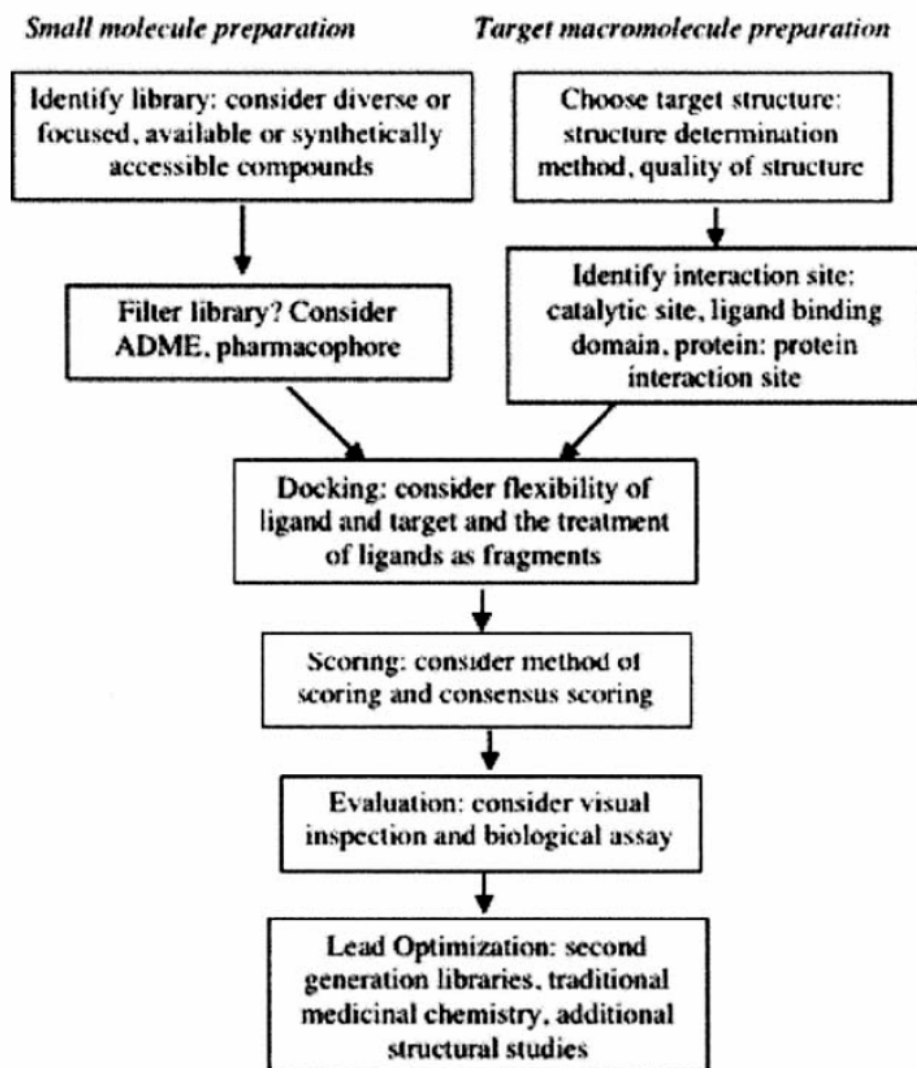 Small molecule preparation
Target macromolecule preparation
Identify library: consider diverse or
focused, available or synthetically
accessible compounds
Choose target structure:
structure determination
method, quality of structure
Filter library? Consider
ADME, pharmacophore
Identify interaction site:
catalytic site, ligand binding
domain, protein: protein
interaction site
Docking: consider flexibility of
ligand and target and the treatment
of ligands as fragments
Scoring: consider method of
scoring and consensus scoring
Evaluation: consider visual
inspection and biological assay
Lead Optimization: second
generation libraries, traditional
medicinal chemistry, additional
structural studies